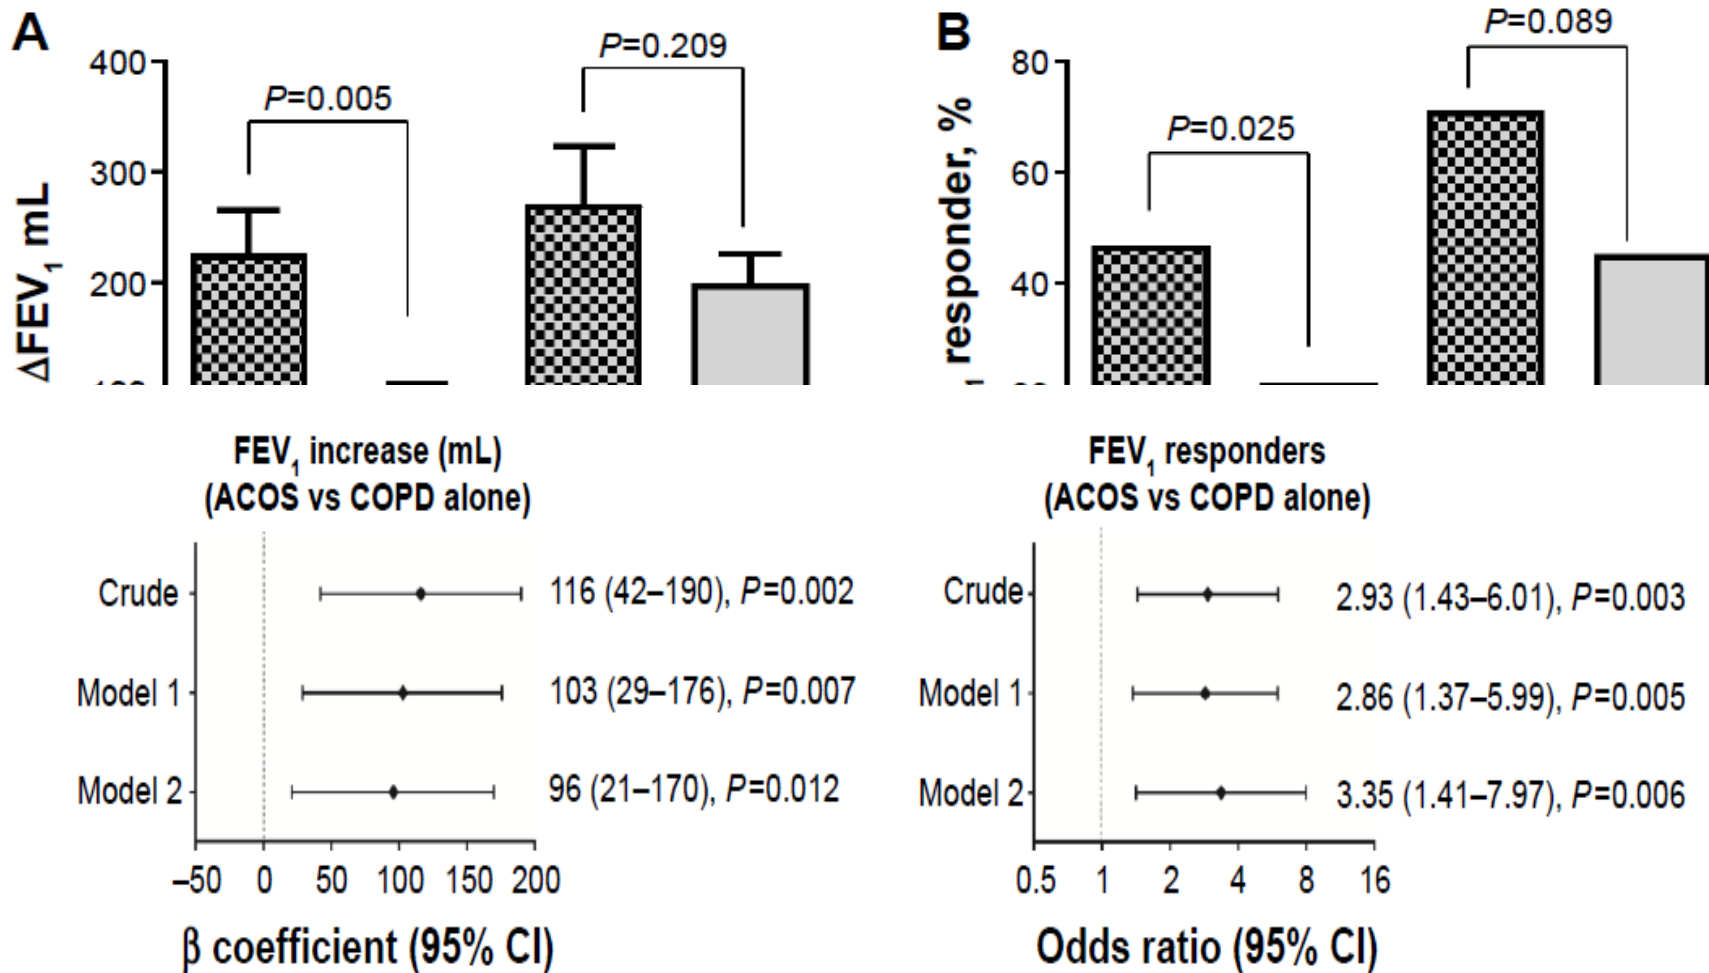 A
P=0.209
400
P=0.005
300
200
ΔFEV1 mL
B
P=0.089
80
P=0.025
60
40
responder, %
FEV1 increase (mL)
(ACOS vs COPD alone)
Crude
116 (42–190), P=0.002
Model 1
103 (29–176), P=0.007
Model 2
96 (21–170), P=0.012
–50 0 50 100 150 200
β coefficient (95% CI)
FEV1 responders
(ACOS vs COPD alone)
Crude
2.93 (1.43–6.01), P=0.003
Model 1
2.86 (1.37–5.99), P=0.005
Model 2
3.35 (1.41–7.97), P=0.006
0.5 1 2 4 8 16
Odds ratio (95% CI)